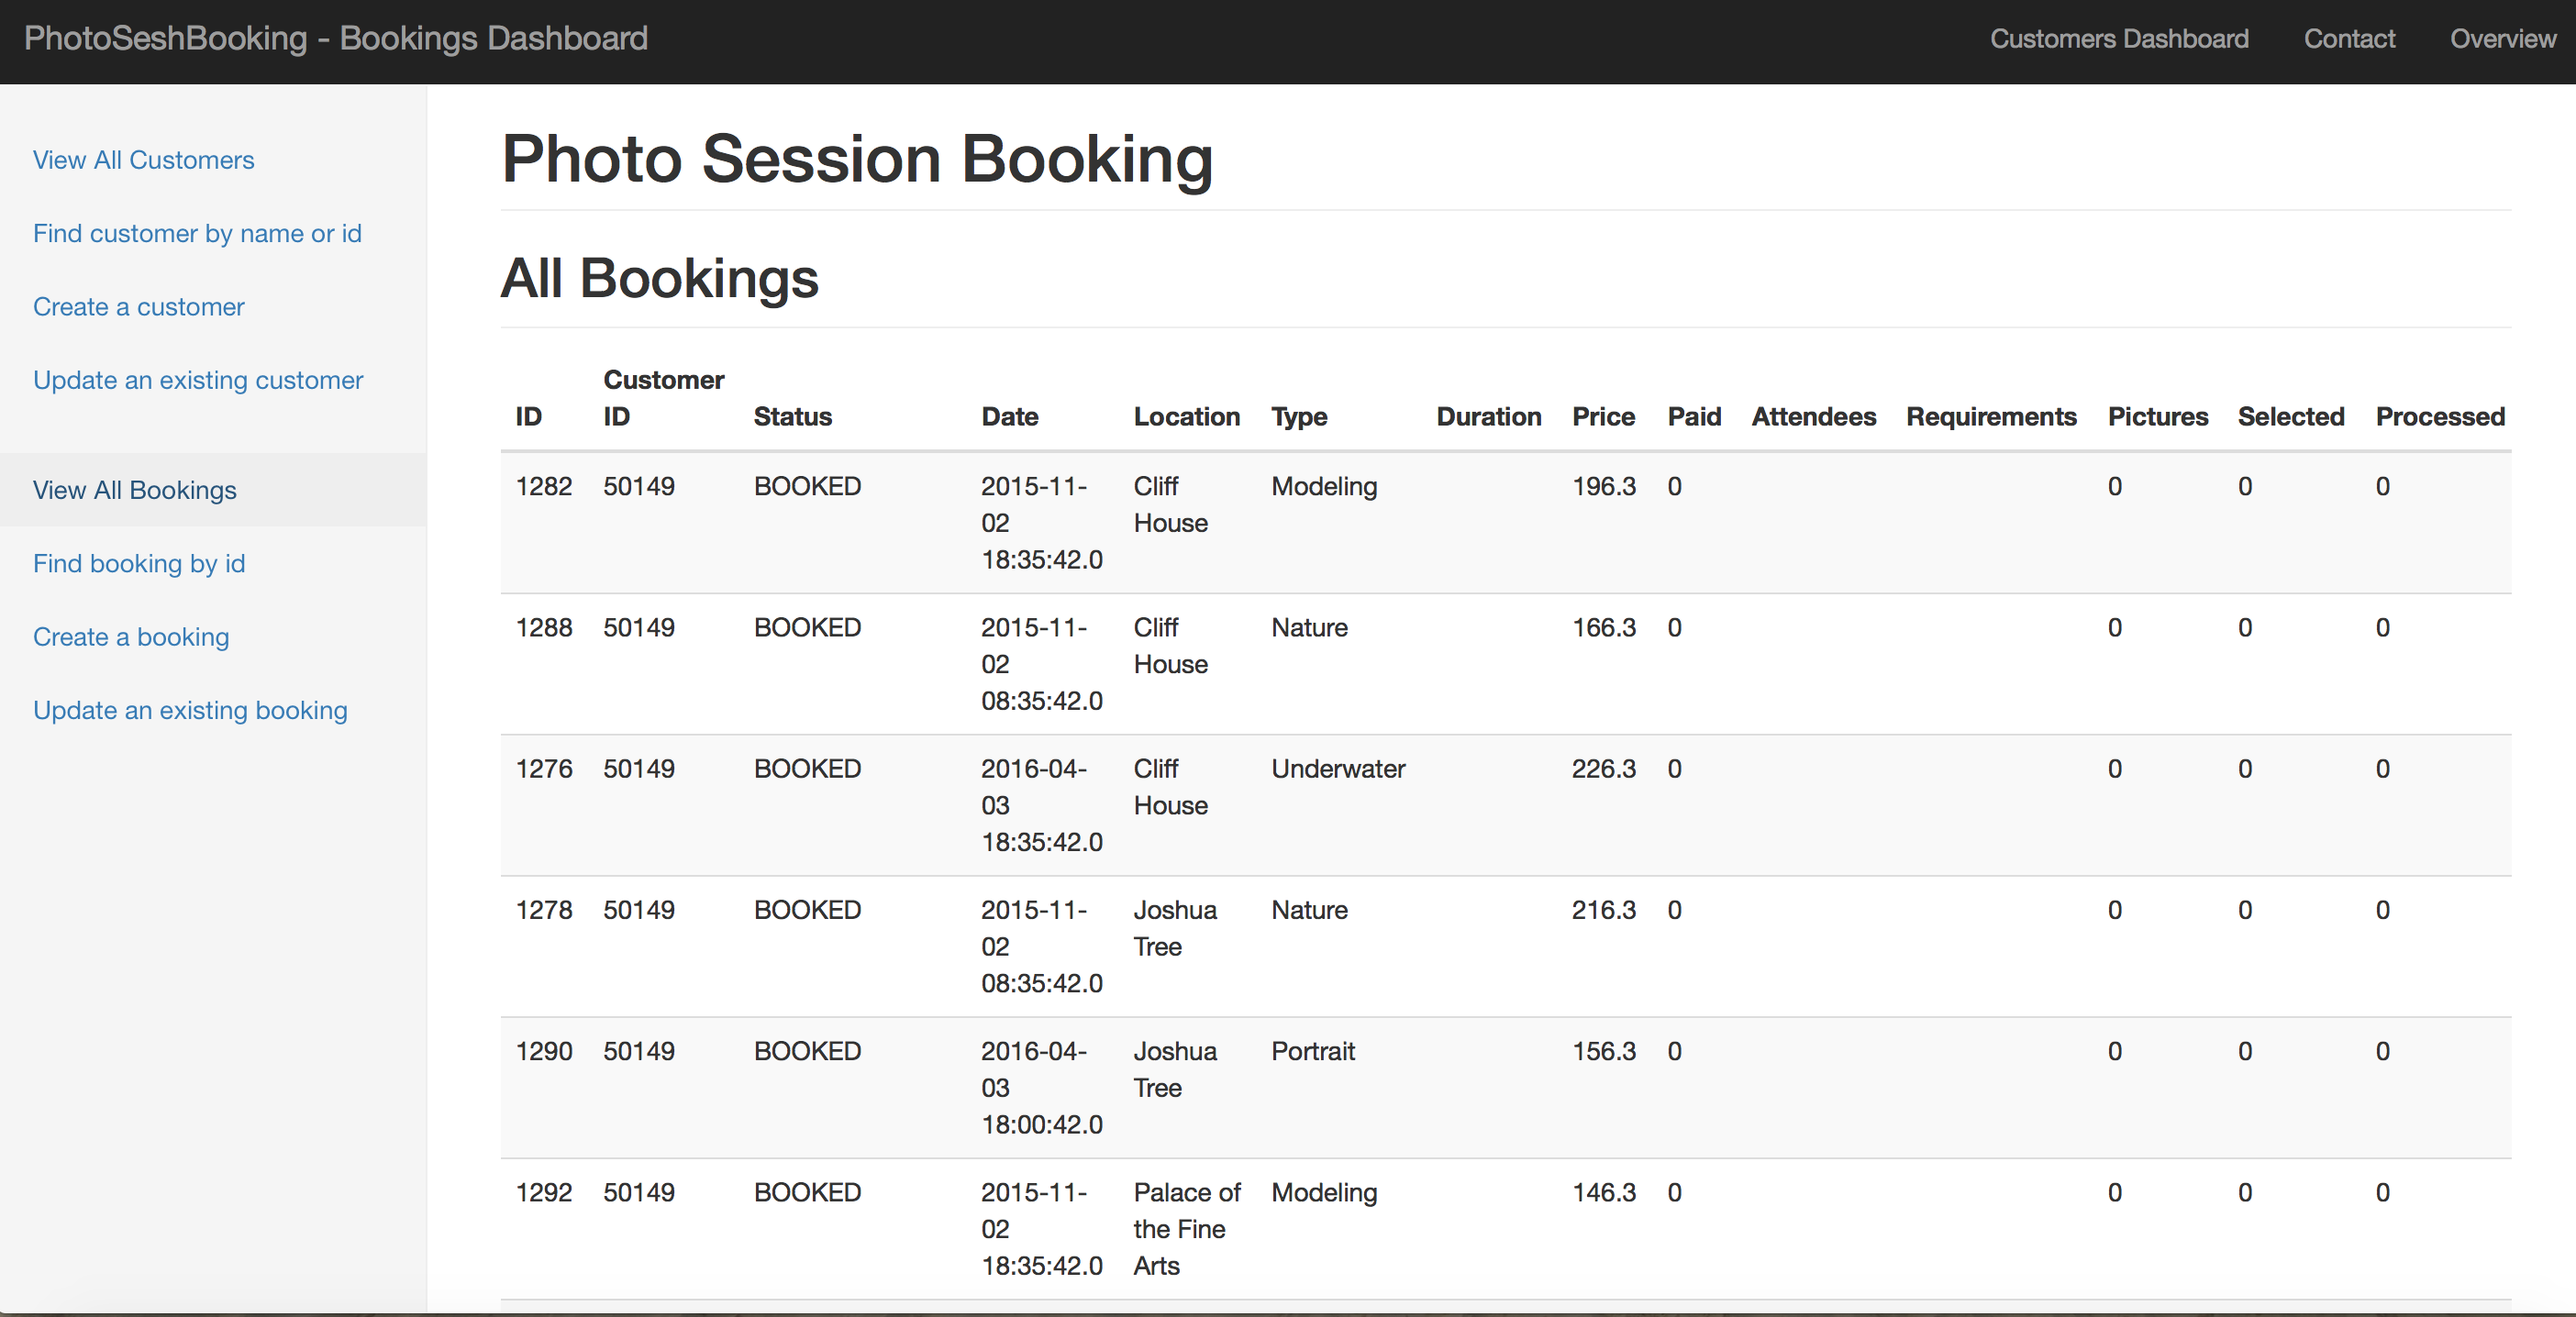 PhotoSeshBooking - Bookings Dashboard
Customers Dashboard Contact Overview
View All Customers
Find customer by name or id
Create a customer
Update an existing customer
View All Bookings
Find booking by id
Create a booking
Update an existing booking
Photo Session Booking
All Bookings
Customer
ID ID Status Date Location Type Duration Price Paid Attendees Requirements Pictures Selected Processed
1282 50149 BOOKED 2015-11- Cliff Modeling 196.3 0 0 0 0
02 House
18:35:42.0
1288 50149 BOOKED 2015-11- Cliff Nature 166.3 0 0 0 0
02 House
08:35:42.0
1276 50149 BOOKED 2016-04- Cliff Underwater 226.3 0 0 0 0
03 House
18:35:42.0
1278 50149 BOOKED 2015-11- Joshua Nature 216.3 0 0 0 0
02 Tree
08:35:42.0
1290 50149 BOOKED 2016-04- Joshua Portrait 156.3 0 0 0 0
03 Tree
18:00:42.0
1292 50149 BOOKED 2015-11- Palace of Modeling 146.3 0 0 0 0
02 the Fine
18:35:42.0 Arts